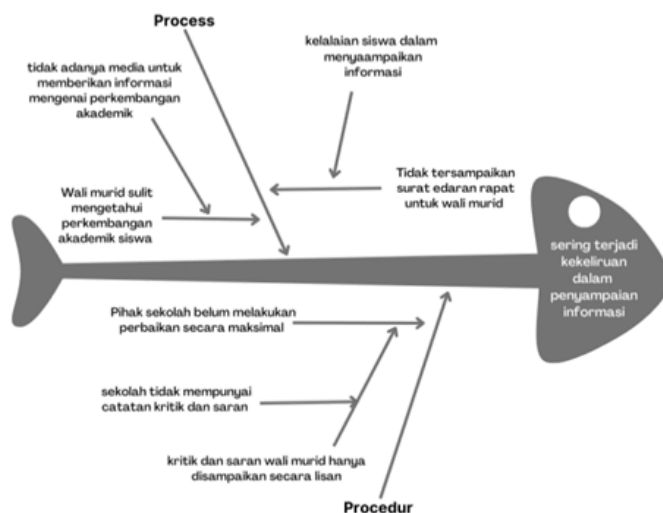 Process
kelalaian siswa dalam
menyaampaikan
informasi
tidak adanya media untuk
memberikan informasi
mengenai perkembangan
akademik
Tidak tersampaikan
surat edaran rapat
untuk wali murid
Wali murid sulit
mengetahui
perkembangan
akademik siswa
sering terjadi
kekeliruan
dalam
penyampaian
informasi
Pihak sekolah belum melakukan
perbaikan secara maksimal
sekolah tidak mempunyai
catatan kritik dan saran
kritik dan saran wali murid hanya
disampaikan secara lisan
Procedur